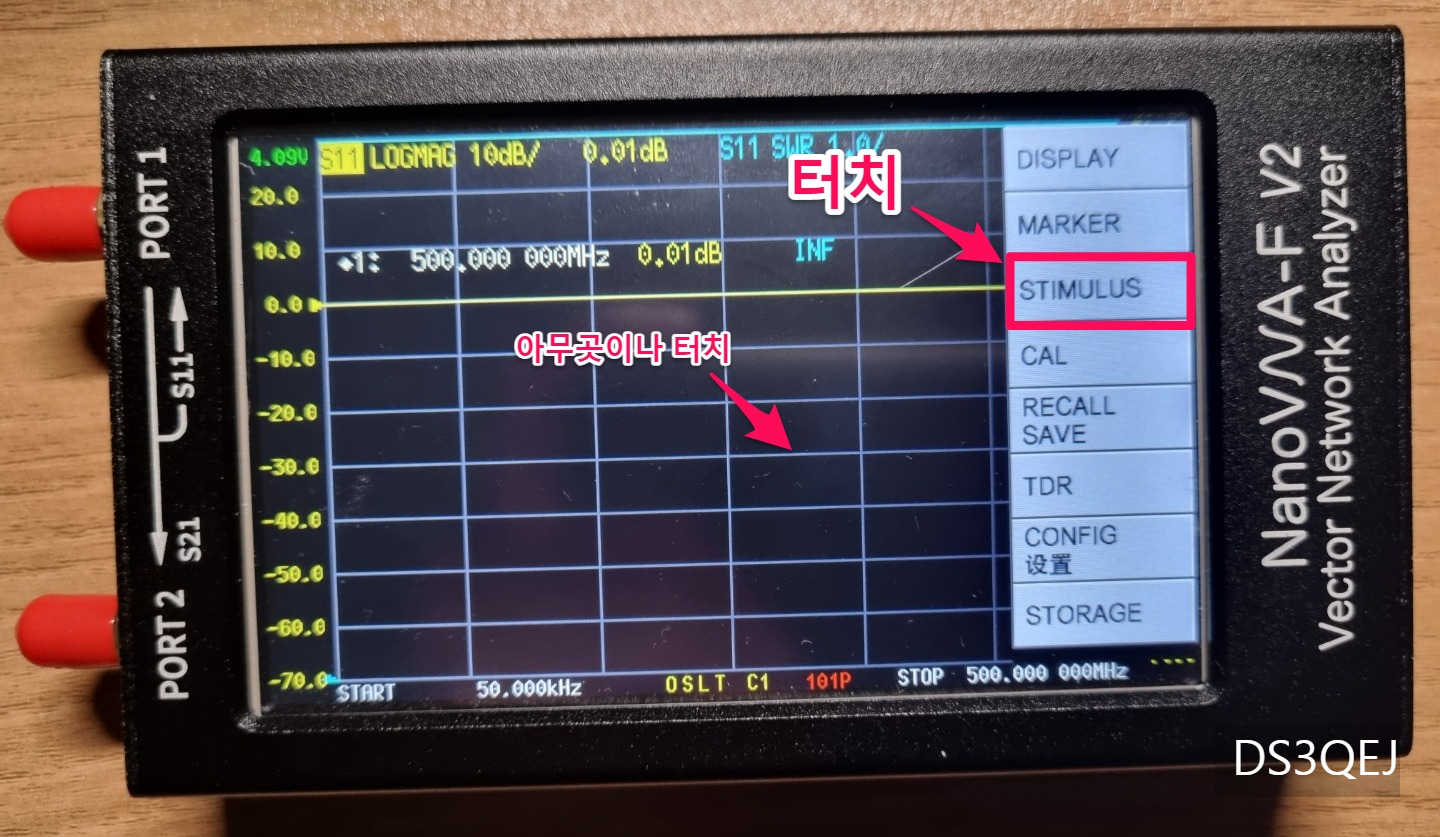 4.09V S11 LOGMAG 10dB/ 0.01dB S11 SWR 1.0/
터치
◆1: 500.000 000MHz 0.01dB INF
아무곳이나 터치
20.0
10.0
0.0
-10.0
-20.0
-30.0
-40.0
-50.0
-60.0
-70.0
START 50.000kHz OSLT C1 101P STOP 500.000 000MHz
DISPLAY
MARKER
STIMULUS
CAL
RECALL
SAVE
TDR
CONFIG
设置
STORAGE
PORT 1
S11
S21
PORT 2
NanoVNA-F V2
Vector Network Analyzer
DS3QEJ